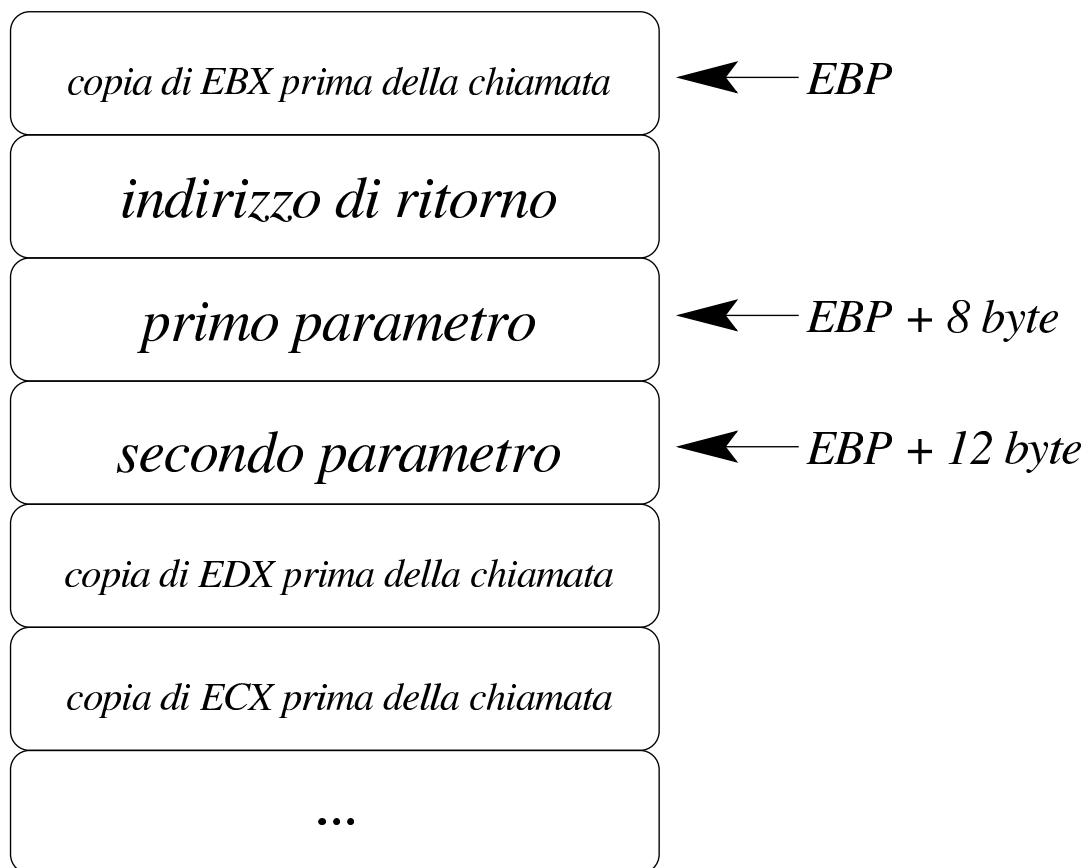 copia di EBX prima della chiamata
EBP
indirizzo di ritorno
primo parametro
EBP + 8 byte
secondo parametro
EBP + 12 byte
copia di EDX prima della chiamata
copia di ECX prima della chiamata
...